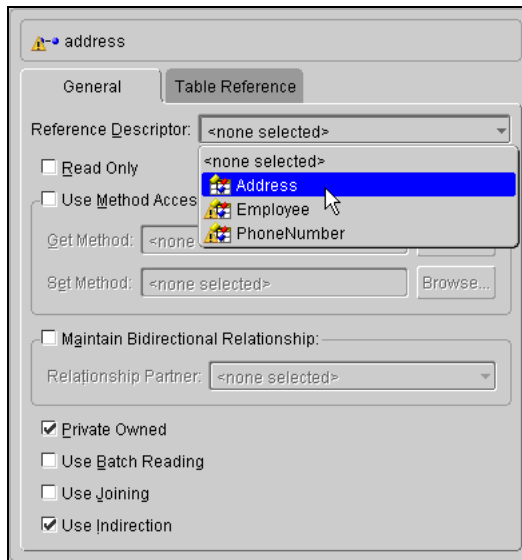 address
General Table Reference
Reference Descriptor: <none selected>
<none selected>
Read Only
Address
Use Method Acces
Employee
Get Method: <none
PhoneNumber
Set Method: <none selected> Browse...
Maintain Bidirectional Relationship:
Relationship Partner: <none selected>
Private Owned
Use Batch Reading
Use Joining
Use Indirection